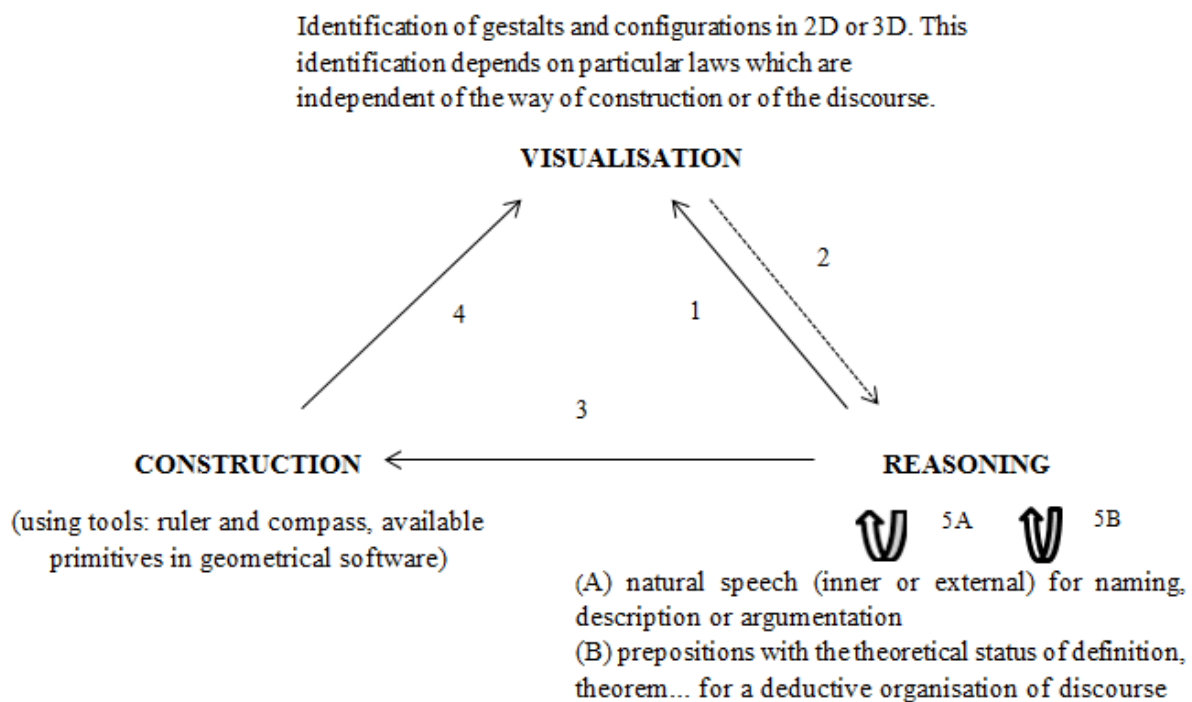 Identification of gestalts and configurations in 2D or 3D. This
identification depends on particular laws which are
independent of the way of construction or of the discourse.
VISUALISATION
2
4
1
3
CONSTRUCTION
REASONING
(using tools: ruler and compass, available
primitives in geometrical software)
5A
5B
(A) natural speech (inner or external) for naming,
description or argumentation
(B) prepositions with the theoretical status of definition,
theorem... for a deductive organisation of discourse